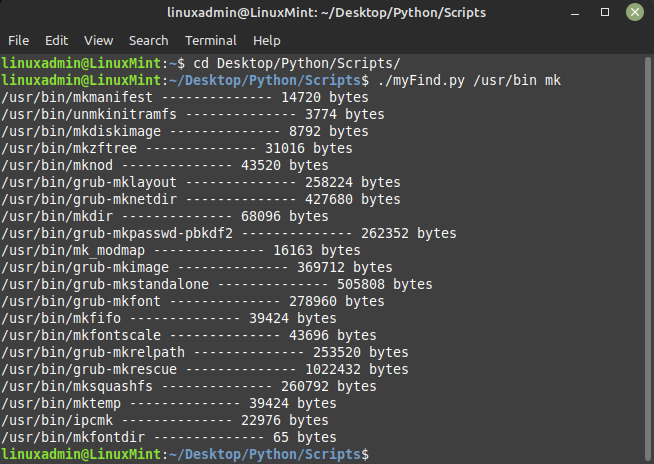 linuxadmin@LinuxMint: ~/Desktop/Python/Scripts
File Edit View Search Terminal Help
linuxadmin@LinuxMint:~$ cd Desktop/Python/Scripts/
linuxadmin@LinuxMint:~/Desktop/Python/Scripts$ ./myFind.py /usr/bin mk
/usr/bin/mkmanifest -------------- 14720 bytes
/usr/bin/unmkinitramfs -------------- 3774 bytes
/usr/bin/mkdiskimage -------------- 8792 bytes
/usr/bin/mkzftree -------------- 31016 bytes
/usr/bin/mknod -------------- 43520 bytes
/usr/bin/grub-mklayout -------------- 258224 bytes
/usr/bin/grub-mknetdir -------------- 427680 bytes
/usr/bin/mkdir -------------- 68096 bytes
/usr/bin/grub-mkpasswd-pbkdf2 -------------- 262352 bytes
/usr/bin/mk_modmap -------------- 16163 bytes
/usr/bin/grub-mkimage -------------- 369712 bytes
/usr/bin/grub-mkstandalone -------------- 505808 bytes
/usr/bin/grub-mkfont -------------- 278960 bytes
/usr/bin/mkfifo -------------- 39424 bytes
/usr/bin/mkfontscale -------------- 43696 bytes
/usr/bin/grub-mkrelpath -------------- 253520 bytes
/usr/bin/grub-mkrescue -------------- 1022432 bytes
/usr/bin/mksquashfs -------------- 260792 bytes
/usr/bin/mktemp -------------- 39424 bytes
/usr/bin/ipcmk -------------- 22976 bytes
/usr/bin/mkfontdir -------------- 65 bytes
linuxadmin@LinuxMint:~/Desktop/Python/Scripts$